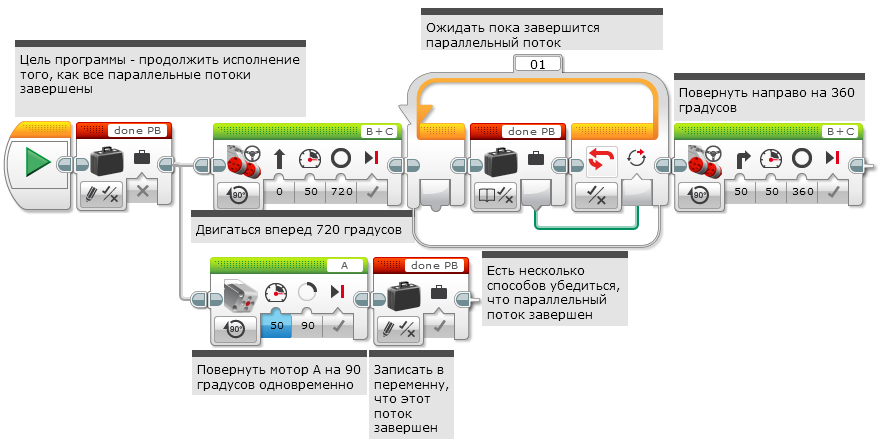 Ожидать пока завершится
параллельный поток
Цель программы - продолжить исполнение
того, как все параллельные потоки
завершены
01
Повернуть направо на 360
градусов
done PB
B+C
done PB
B+C
90°
0
50
720
90°
50
50
360
Двигаться вперед 720 градусов
A
done PB
90°
50
90
Есть несколько
способов убедиться,
что параллельный
поток завершен
Повернуть мотор А на 90
градусов одновременно
Записать в
переменну,
что этот
поток
завершен